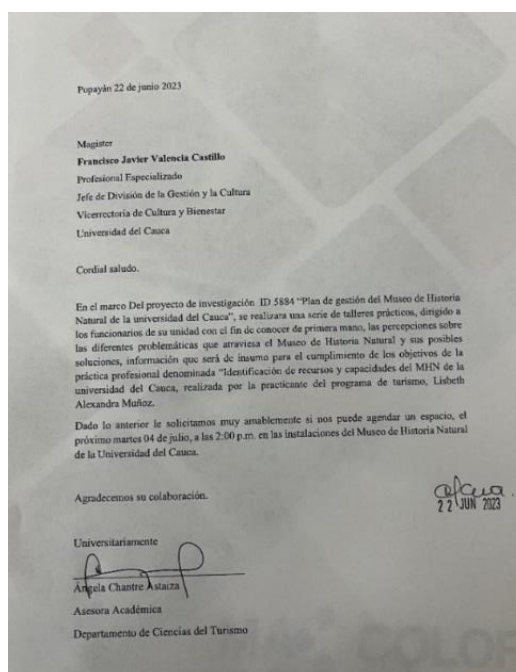 Popayán 22 de junio 2023
Magister
Francisco Javier Valencia Castillo
Profesional Especializado
Jefe de División de la Gestión y la Cultura
Vicerrectoría de Cultura y Bienestar
Universidad del Cauca
Cordial saludo.
En el marco Del proyecto de investigación ID 5884 “Plan de gestión del Museo de Historia
Natural de la universidad del Cauca”, se realizara una serie de talleres prácticos, dirigido a
los funcionarios de su unidad con el fin de conocer de primera mano, las percepciones sobre
las diferentes problemáticas que atraviesa el Museo de Historia Natural y sus posibles
soluciones, información que será de insumo para el cumplimiento de los objetivos de la
práctica profesional denominada “Identificación de recursos y capacidades del MHN de la
universidad del Cauca, realizada por la practicante del programa de turismo, Lisbeth
Alexandra Muñoz.
Dado lo anterior le solicitamos muy amablemente si nos puede agendar un espacio, el
próximo martes 04 de julio, a las 2:00 p.m. en las instalaciones del Museo de Historia Natural
de la Universidad del Cauca.
Agradecemos su colaboración.
22 JUN 2023
Universitariamente
Ángela Chantre Astaiza
Asesora Académica
Departamento de Ciencias del Turismo